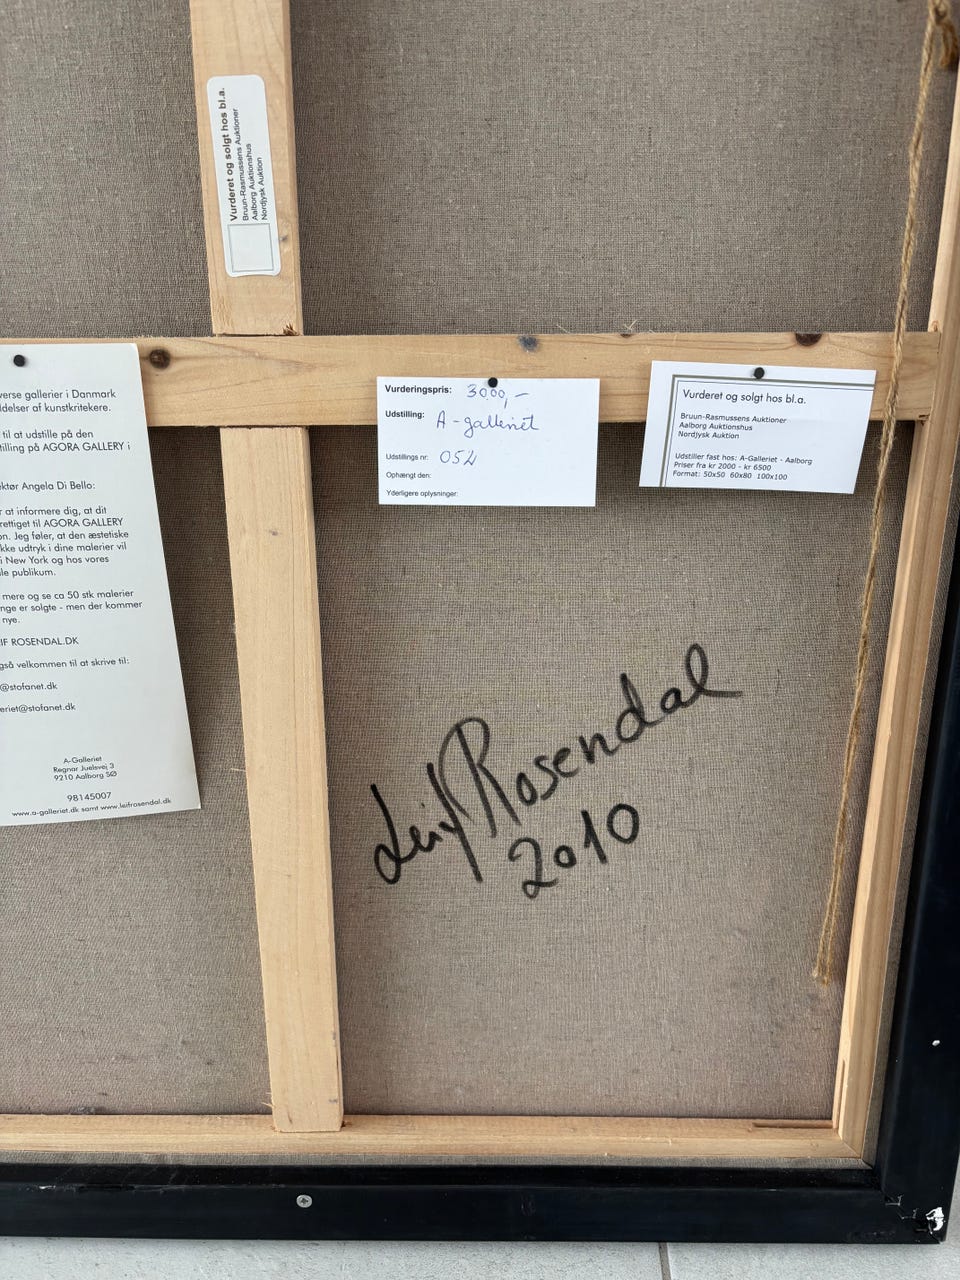 Vurderet og solgt hos bl.a.
Bruun-Rasmussens Auktioner
Aalborg Auktionshus
Nordjysk Auktion
verse gallerier i Danmark
ldelser af kunstkritekere.
til at udstille på den
tilling på AGORA GALLERY i
ektør Angela Di Bello:
r at informere dig, at dit
rettiget til AGORA GALLERY
on. Jeg føler, at den æstetiske
kke udtryk i dine malerier vil
i New York og hos vores
le publikum.
mere og se ca 50 stk malerier
nge er solgte - men der kommer
nye.
IF ROSENDAL.DK
gså velkommen til at skrive til:
@stofanet.dk
eriet@stofanet.dk
A-Galleriet
Regnar Juelsvej 3
9210 Aalborg SØ
98145007
www.a-galleriet.dk samt www.leifrosendal.dk
Vurderingspris: 3000,-
Udstilling: A-galleriet
Udstillings nr: 052
Ophængt den:
Yderligere oplysninger:
Vurderet og solgt hos bl.a.
Bruun-Rasmussens Auktioner
Aalborg Auktionshus
Nordjysk Auktion
Udstiller fast hos: A-Galleriet - Aalborg
Priser fra kr 2000 - kr 6500
Format: 50x50 60x80 100x100
Leif Rosendal
2010